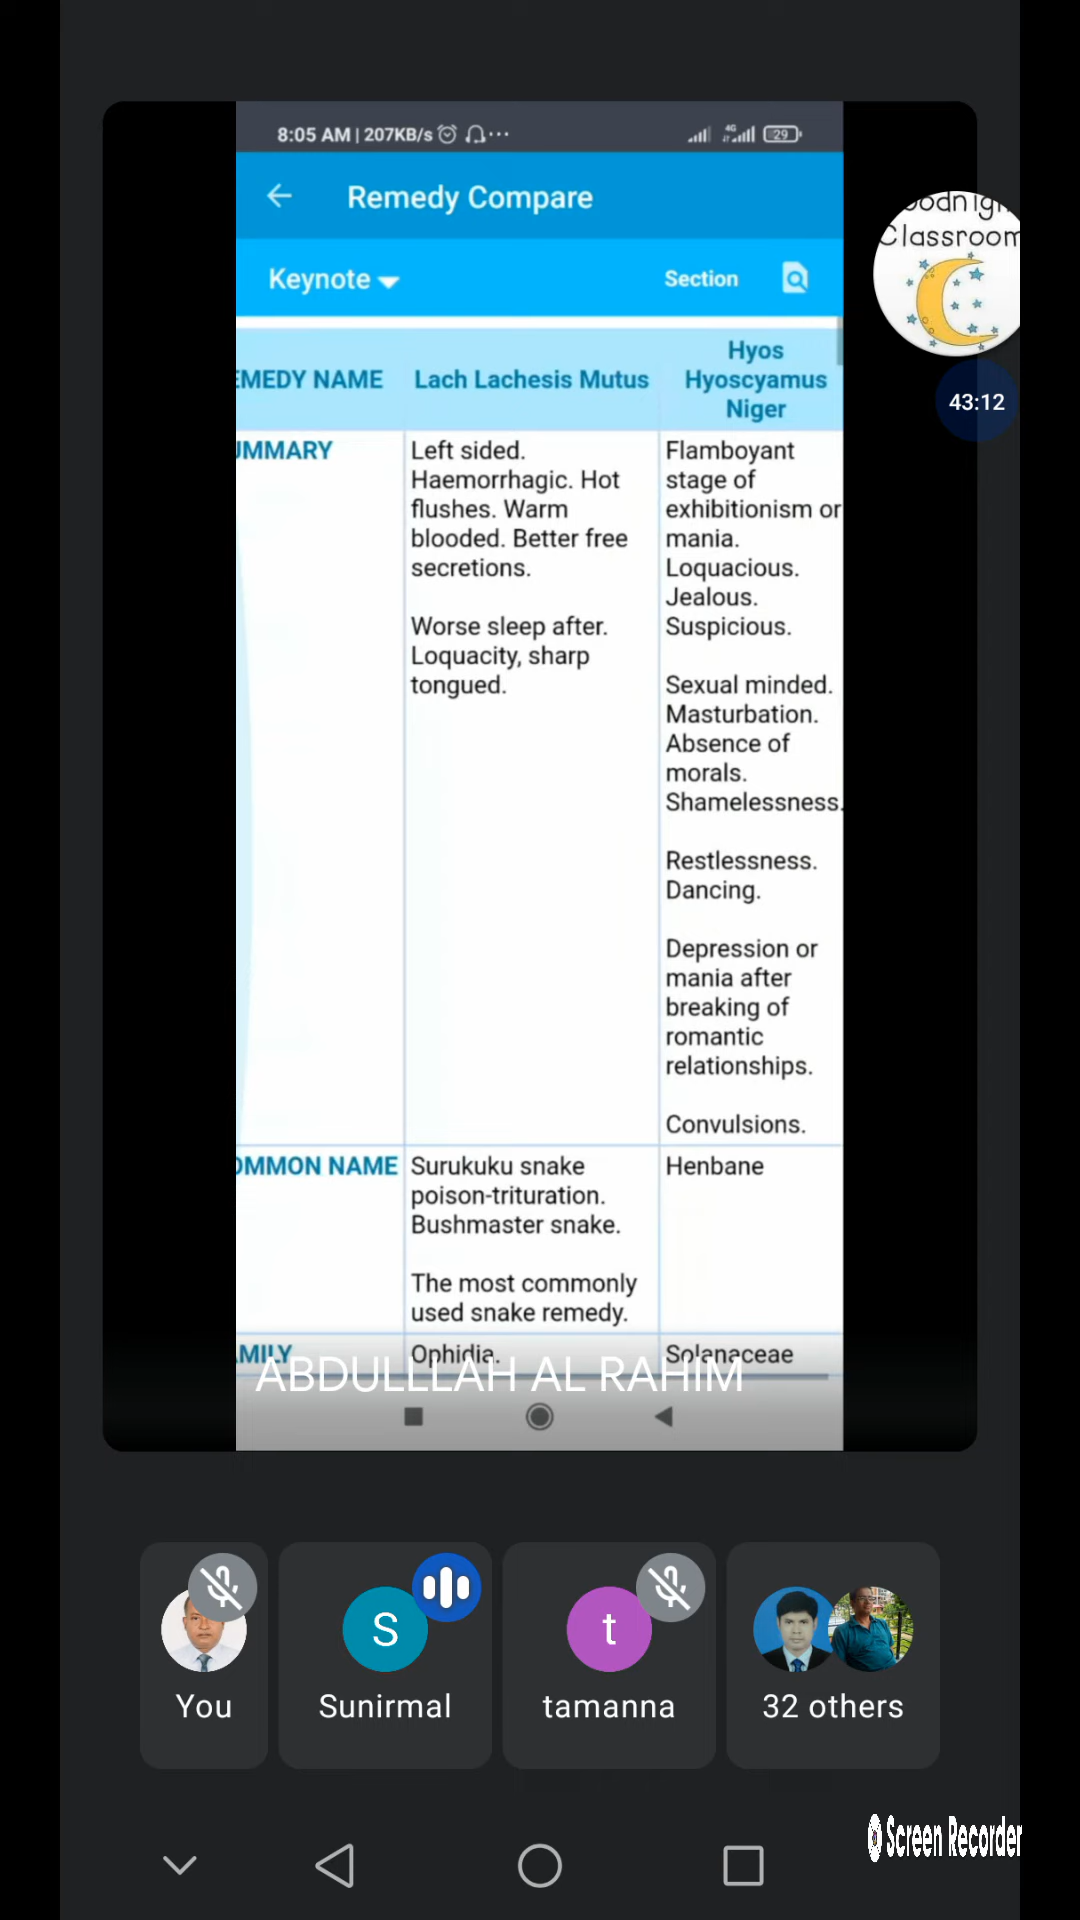 8:05 AM | 207KB/s
4G
29
Remedy Compare
Keynote
Section
Classroom
43:12
EMEDY NAME
Lach Lachesis Mutus
Hyos
Hyoscyamus
Niger
UMMARY
Left sided.
Haemorrhagic. Hot
flushes. Warm
blooded. Better free
secretions.
Worse sleep after.
Loquacity, sharp
tongued.
Flamboyant
stage of
exhibitionism or
mania.
Loquacious.
Jealous.
Suspicious.
Sexual minded.
Masturbation.
Absence of
morals.
Shamelessness.
Restlessness.
Dancing.
Depression or
mania after
breaking of
romantic
relationships.
Convulsions.
OMMON NAME
Surukuku snake
poison-trituration.
Bushmaster snake.
The most commonly
used snake remedy.
Henbane
AMILY
Ophidia.
Solanaceae
ABDULLLAH AL RAHIM
S
t
You
Sunirmal
tamanna
32 others
Screen Recorder